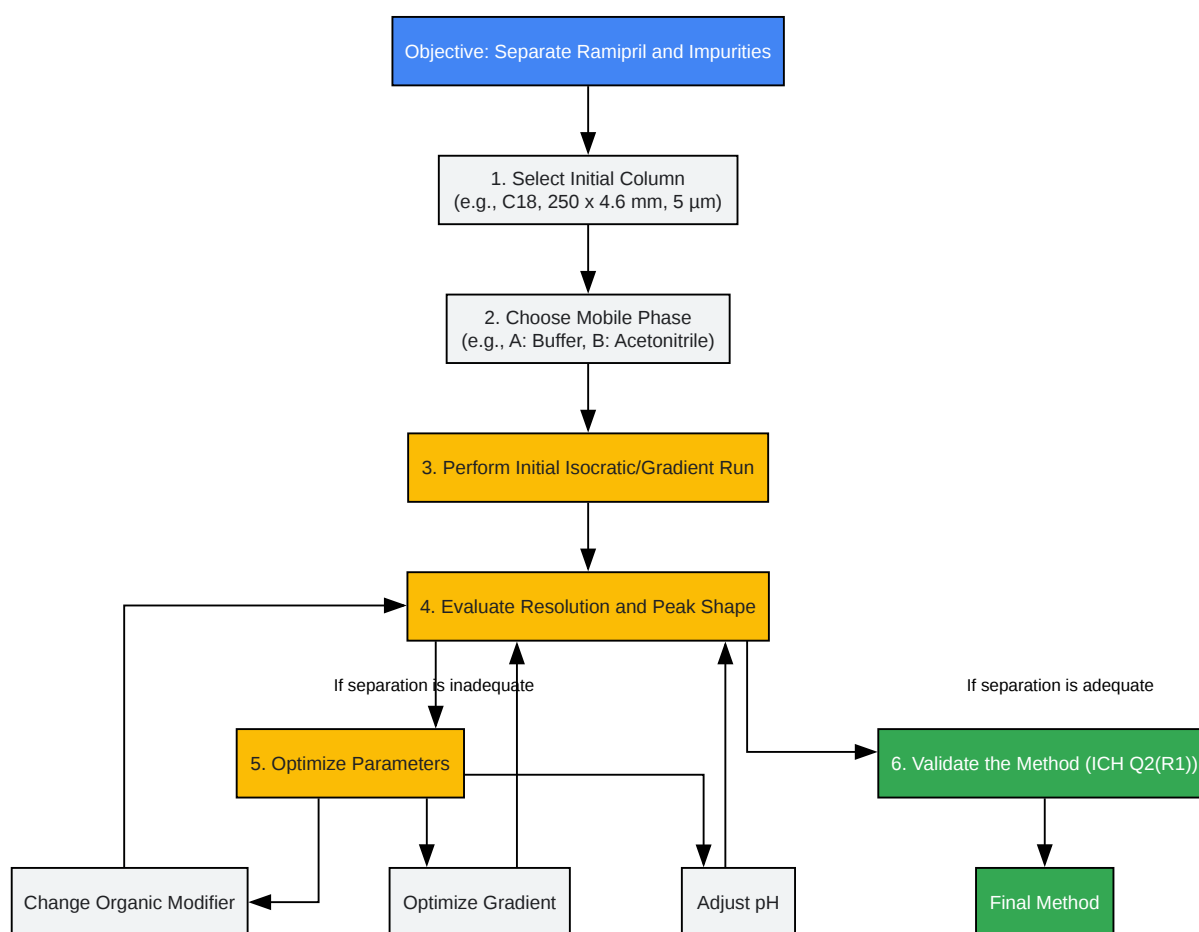 Objective: Separate Ramipril and Impurities
1. Select Initial Column
(e.g., C18, 250 x 4.6 mm, 5 µm)
2. Choose Mobile Phase
(e.g., A: Buffer, B: Acetonitrile)
3. Perform Initial Isocratic/Gradient Run
4. Evaluate Resolution and Peak Shape
If separation is inadequate
If separation is adequate
5. Optimize Parameters
6. Validate the Method (ICH Q2(R1))
Change Organic Modifier
Optimize Gradient
Adjust pH
Final Method